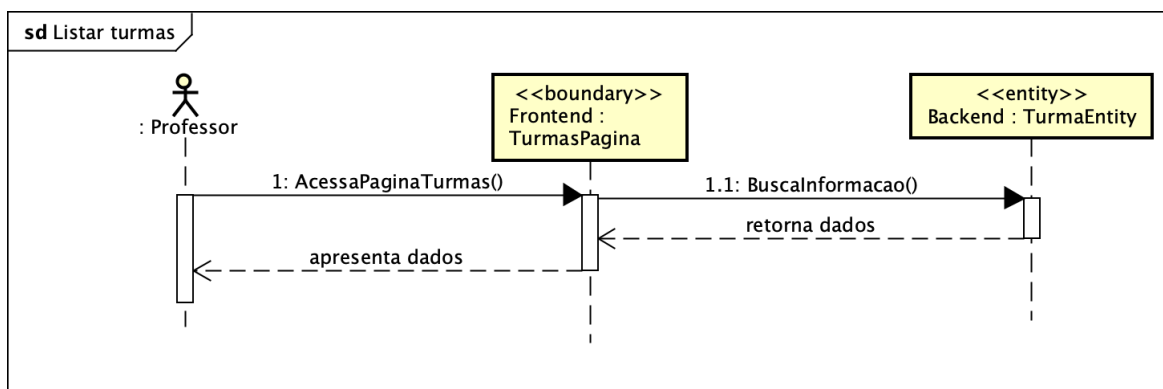 sd Listar turmas
: Professor
<<boundary>>
Frontend :
TurmasPagina
<<entity>>
Backend : TurmaEntity
1: AcessaPaginaTurmas()
1.1: BuscaInformacao()
retorna dados
apresenta dados